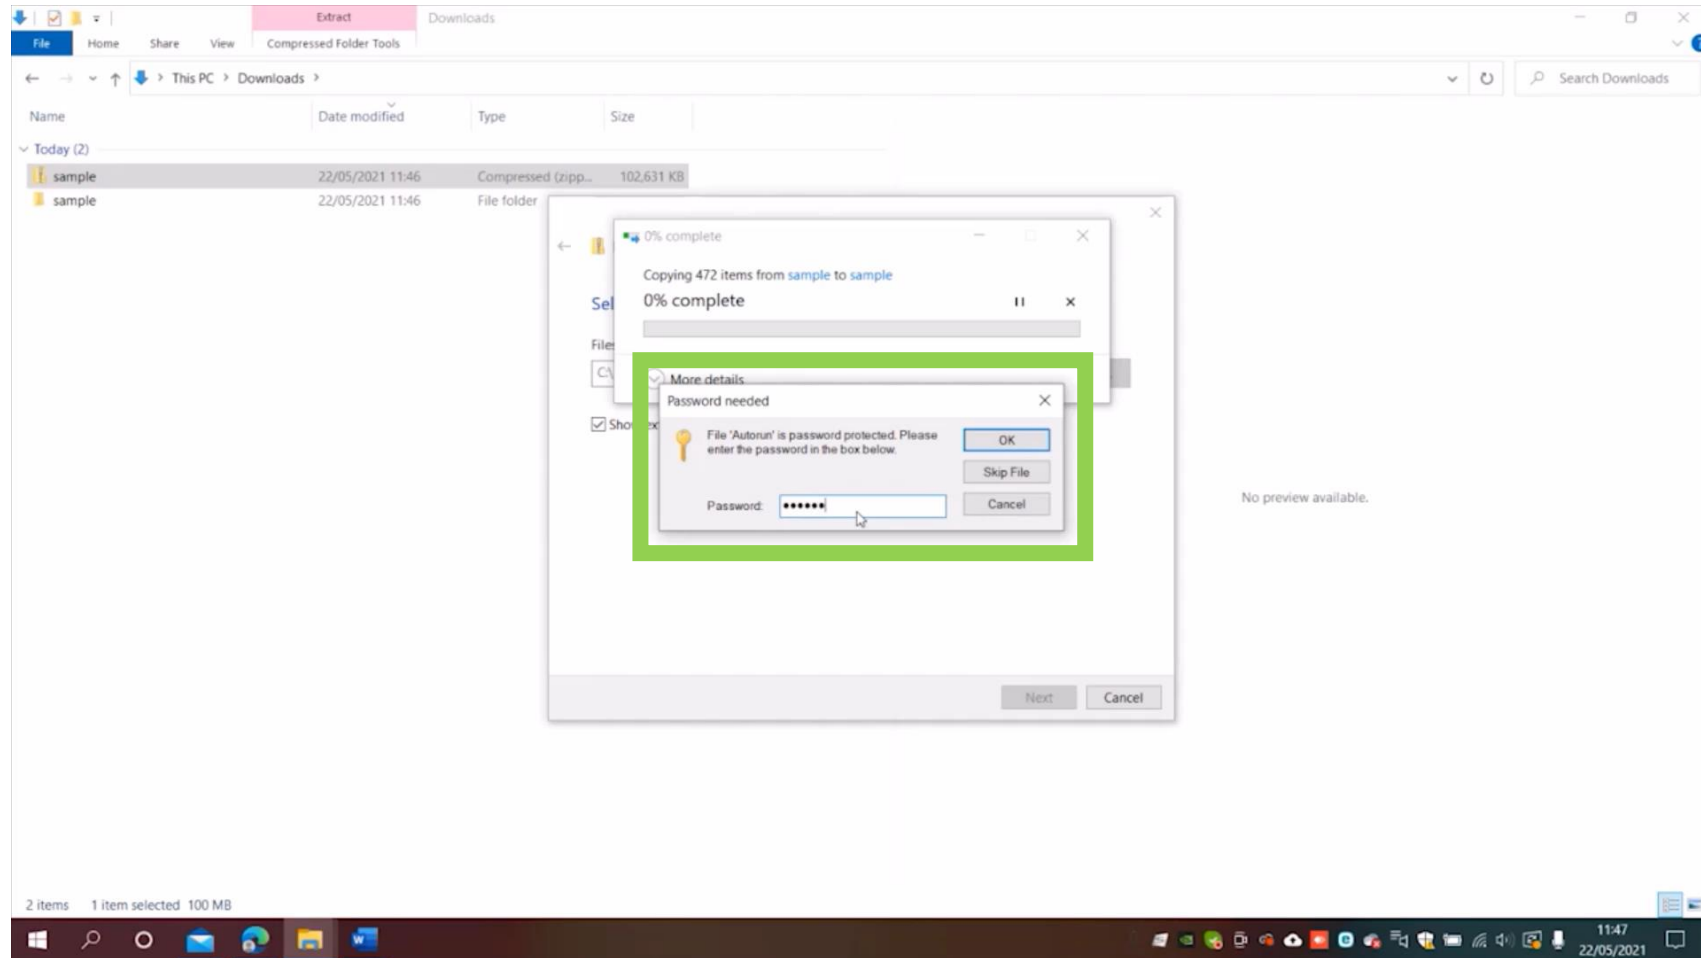 Extract
Downloads
File
Home
Share
View
Compressed Folder Tools
This PC
Downloads
Search Downloads
Name
Date modified
Type
Size
Today (2)
sample
22/05/2021 11:46
Compressed (zipp...
102,631 KB
sample
22/05/2021 11:46
File folder
0% complete
Copying 472 items from sample to sample
0% complete
Sel
File
C:\
More details
Password needed
File 'Autorun' is password protected. Please
enter the password in the box below.
OK
Skip File
Password:
••••••
Cancel
Sho
ex
No preview available.
Next
Cancel
2 items
1 item selected 100 MB
11:47
22/05/2021